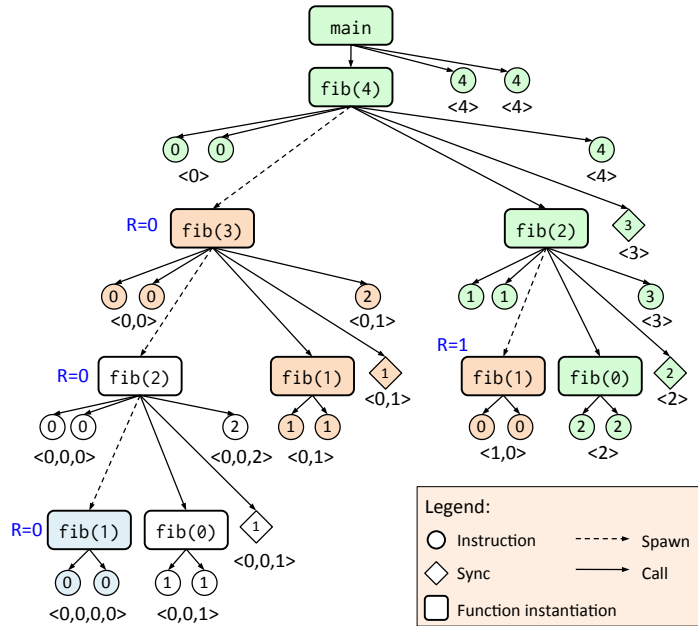 main
4 4
<4> <4>
fib(4)
0 0 4
<0> <4>
R=0 fib(3) fib(2) 3
<3>
0 0 2 1 1 3
<0,0> <0,1> <3>
R=0 fib(2) fib(1) 1 R=1 fib(1) fib(0) 2
<0,1> <2>
0 0 2 1 1 0 0 2 2
<0,0,0> <0,0,2> <0,1> <1,0> <2>
R=0 fib(1) fib(0) 1
<0,0,1>
0 0 1 1
<0,0,0,0> <0,0,1>
Legend:
Instruction Spawn
Sync Call
Function instantiation